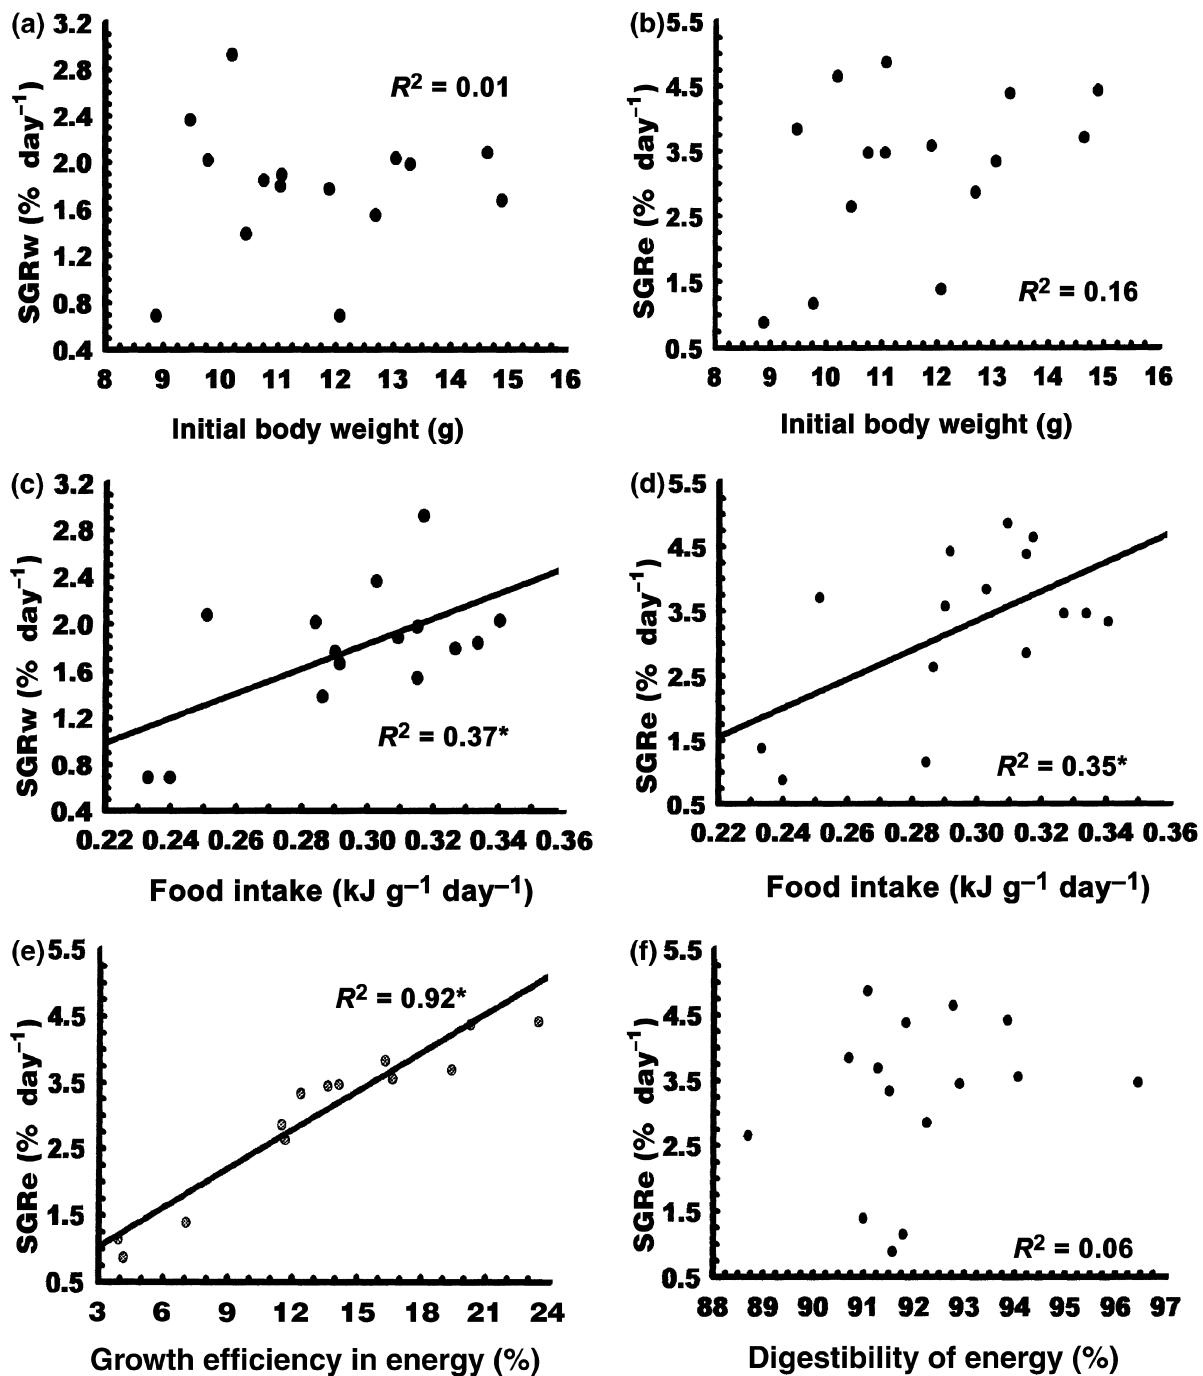 (a)
3.2
2.8
2.4
2.0
1.6
1.2
0.8
0.4
SGRw (% day⁻¹)
R² = 0.01
8 9 10 11 12 13 14 15 16
Initial body weight (g)
(b)
5.5
4.5
3.5
2.5
1.5
0.5
SGRe (% day⁻¹)
R² = 0.16
8 9 10 11 12 13 14 15 16
Initial body weight (g)
(c)
3.2
2.8
2.4
2.0
1.6
1.2
0.8
0.4
SGRw (% day⁻¹)
R² = 0.37*
0.22 0.24 0.26 0.28 0.30 0.32 0.34 0.36
Food intake (kJ g⁻¹ day⁻¹)
(d)
5.5
4.5
3.5
2.5
1.5
0.5
SGRe (% day⁻¹)
R² = 0.35*
0.22 0.24 0.26 0.28 0.30 0.32 0.34 0.36
Food intake (kJ g⁻¹ day⁻¹)
(e)
5.5
4.5
3.5
2.5
1.5
0.5
SGRe (% day⁻¹)
R² = 0.92*
3 6 9 12 15 18 21 24
Growth efficiency in energy (%)
(f)
5.5
4.5
3.5
2.5
1.5
0.5
SGRe (% day⁻¹)
R² = 0.06
88 89 90 91 92 93 94 95 96 97
Digestibility of energy (%)